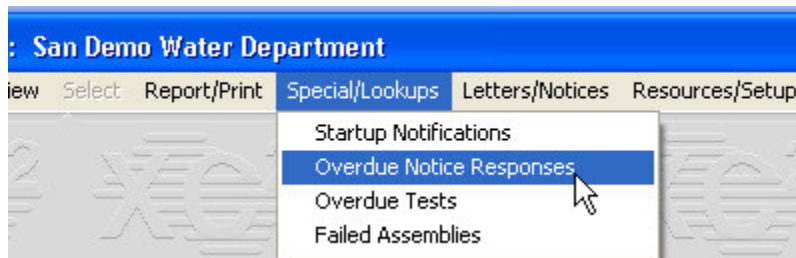 : San Demo Water Department
iew Select Report/Print Special/Lookups Letters/Notices Resources/Setup
Startup Notifications
Overdue Notice Responses
Overdue Tests
Failed Assemblies